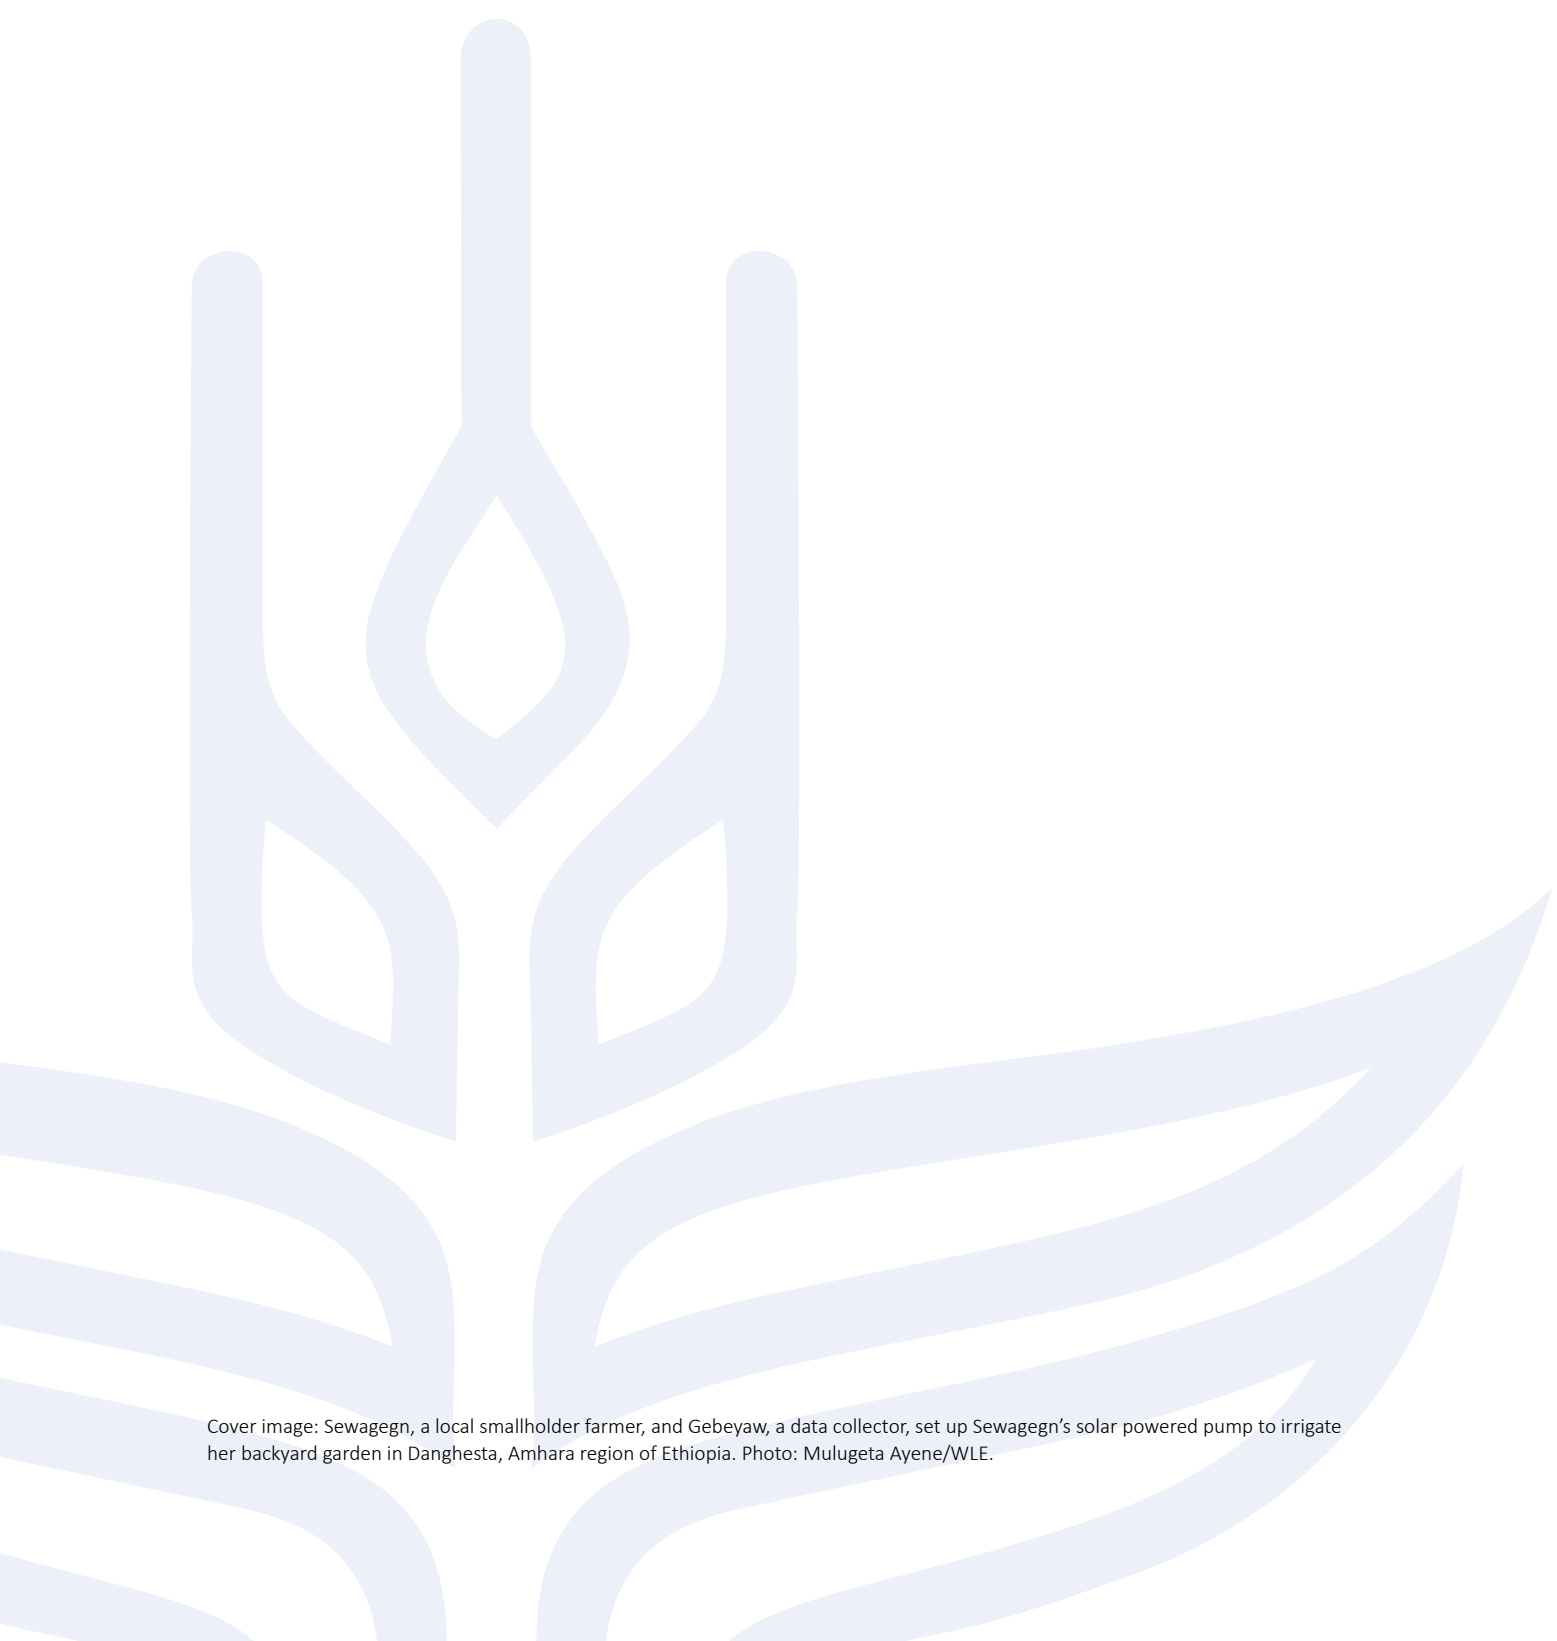 Cover image: Sewagegn, a local smallholder farmer, and Gebeyaw, a data collector, set up Sewagegn’s solar powered pump to irrigate
her backyard garden in Danghesta, Amhara region of Ethiopia. Photo: Mulugeta Ayene/WLE.